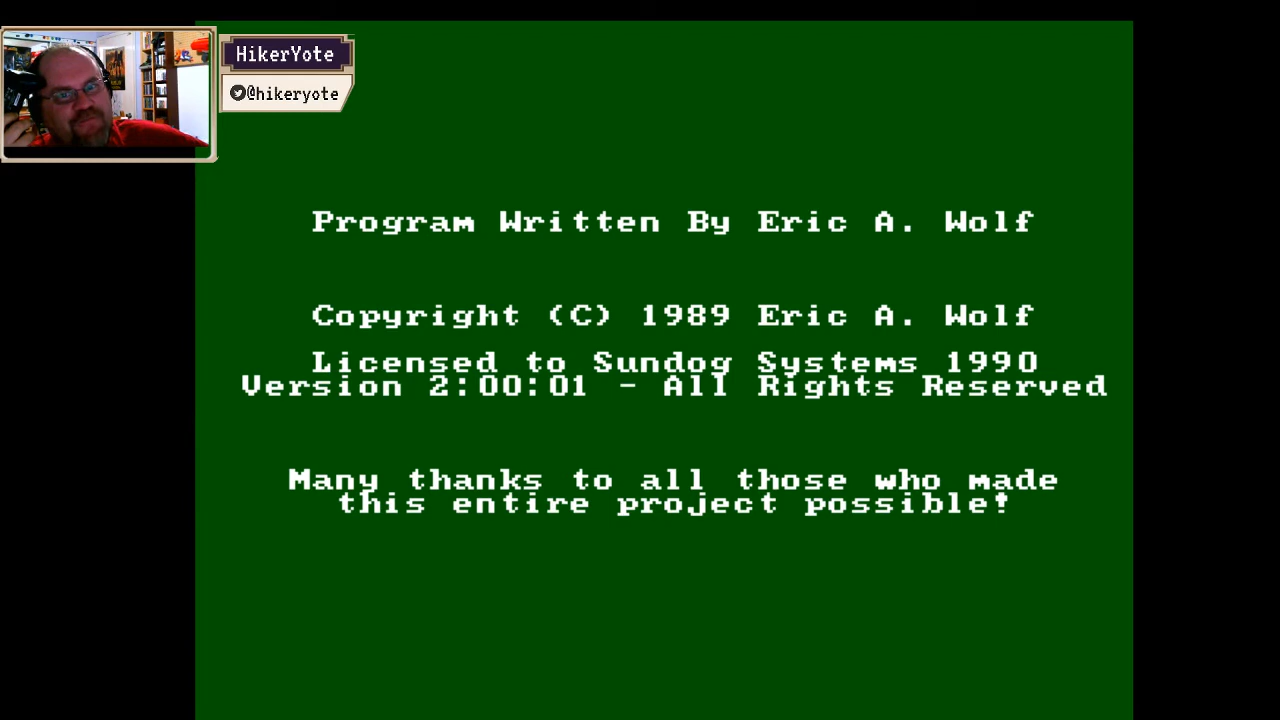 HikerYote
@hikeryote
Program Written By Eric A. Wolf
Copyright (C) 1989 Eric A. Wolf
Licensed to Sundog Systems 1990
Version 2:00:01 - All Rights Reserved
Many thanks to all those who made
this entire project possible!